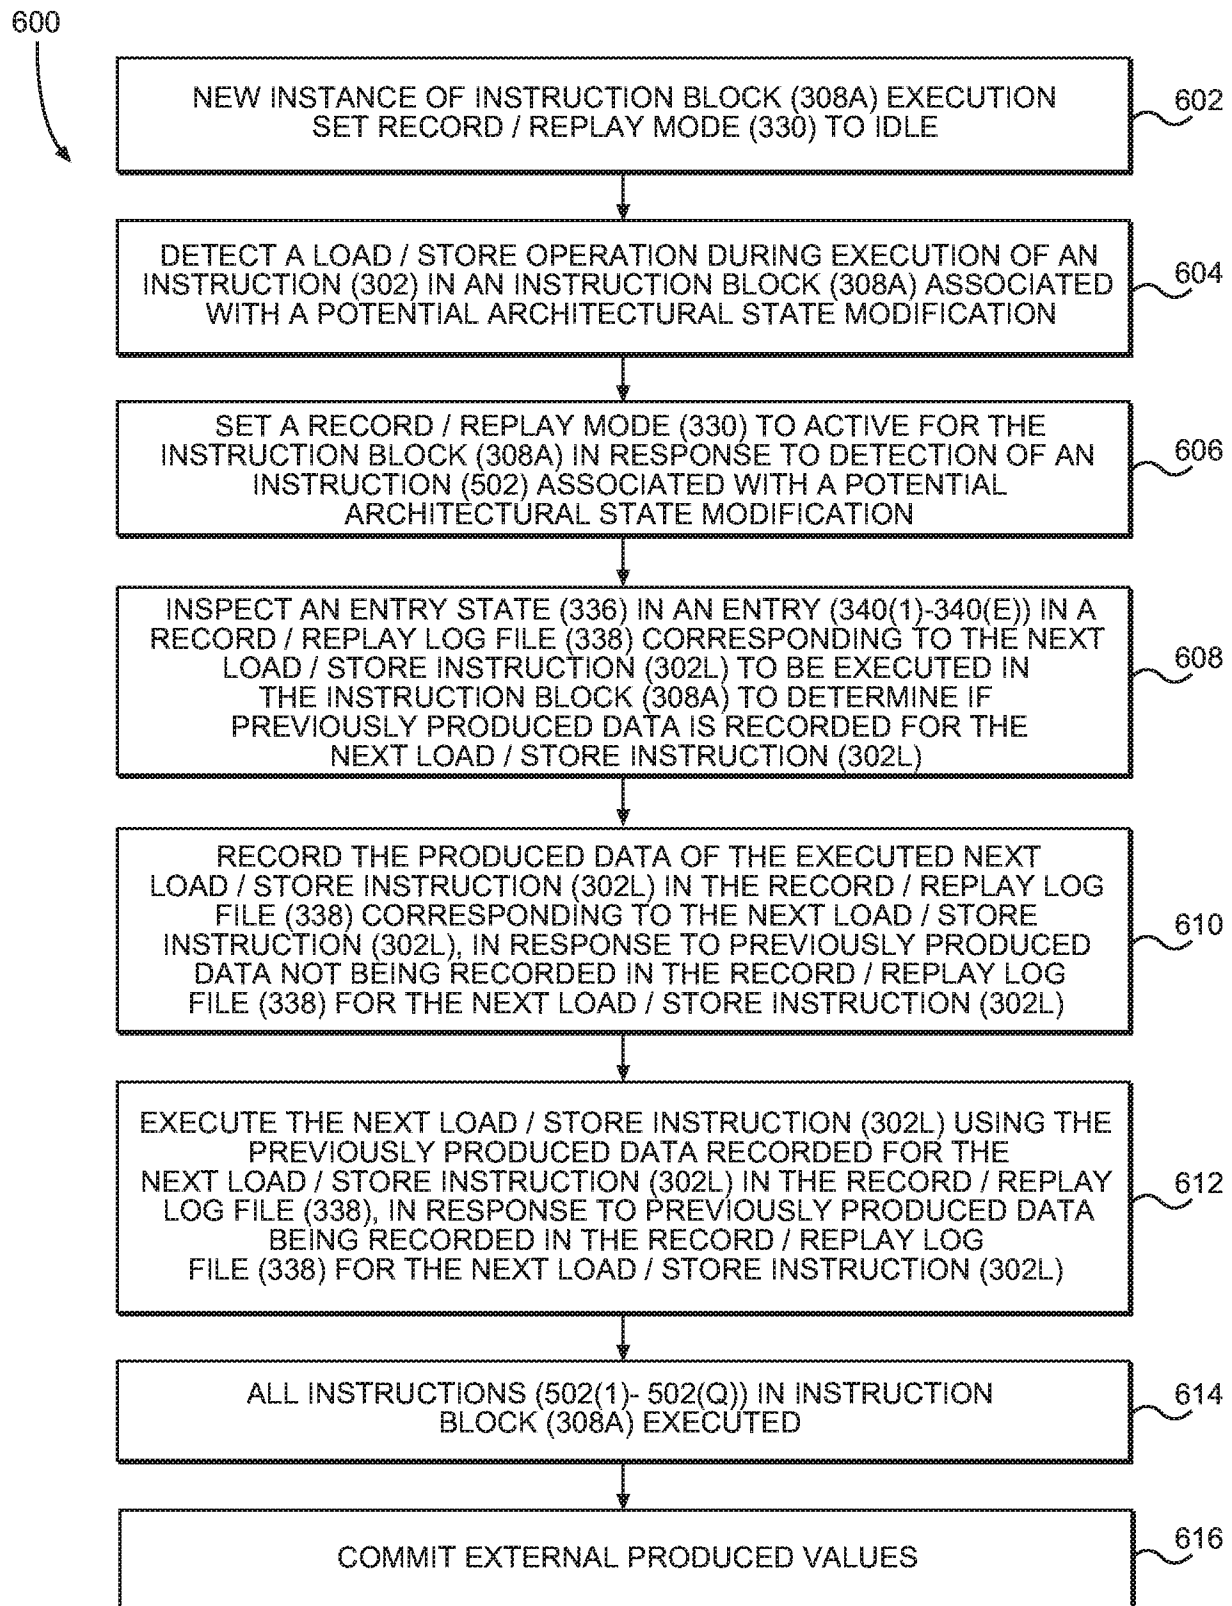 600
NEW INSTANCE OF INSTRUCTION BLOCK (308A) EXECUTION
SET RECORD / REPLAY MODE (330) TO IDLE
602
DETECT A LOAD / STORE OPERATION DURING EXECUTION OF AN
INSTRUCTION (302) IN AN INSTRUCTION BLOCK (308A) ASSOCIATED
WITH A POTENTIAL ARCHITECTURAL STATE MODIFICATION
604
SET A RECORD / REPLAY MODE (330) TO ACTIVE FOR THE
INSTRUCTION BLOCK (308A) IN RESPONSE TO DETECTION OF AN
INSTRUCTION (502) ASSOCIATED WITH A POTENTIAL
ARCHITECTURAL STATE MODIFICATION
606
INSPECT AN ENTRY STATE (336) IN AN ENTRY (340(1)-340(E)) IN A
RECORD / REPLAY LOG FILE (338) CORRESPONDING TO THE NEXT
LOAD / STORE INSTRUCTION (302L) TO BE EXECUTED IN
THE INSTRUCTION BLOCK (308A) TO DETERMINE IF
PREVIOUSLY PRODUCED DATA IS RECORDED FOR THE
NEXT LOAD / STORE INSTRUCTION (302L)
608
RECORD THE PRODUCED DATA OF THE EXECUTED NEXT
LOAD / STORE INSTRUCTION (302L) IN THE RECORD / REPLAY LOG
FILE (338) CORRESPONDING TO THE NEXT LOAD / STORE
INSTRUCTION (302L), IN RESPONSE TO PREVIOUSLY PRODUCED
DATA NOT BEING RECORDED IN THE RECORD / REPLAY LOG
FILE (338) FOR THE NEXT LOAD / STORE INSTRUCTION (302L)
610
EXECUTE THE NEXT LOAD / STORE INSTRUCTION (302L) USING THE
PREVIOUSLY PRODUCED DATA RECORDED FOR THE
NEXT LOAD / STORE INSTRUCTION (302L) IN THE RECORD / REPLAY
LOG FILE (338), IN RESPONSE TO PREVIOUSLY PRODUCED DATA
BEING RECORDED IN THE RECORD / REPLAY LOG
FILE (338) FOR THE NEXT LOAD / STORE INSTRUCTION (302L)
612
ALL INSTRUCTIONS (502(1)- 502(Q)) IN INSTRUCTION
BLOCK (308A) EXECUTED
614
COMMIT EXTERNAL PRODUCED VALUES
616